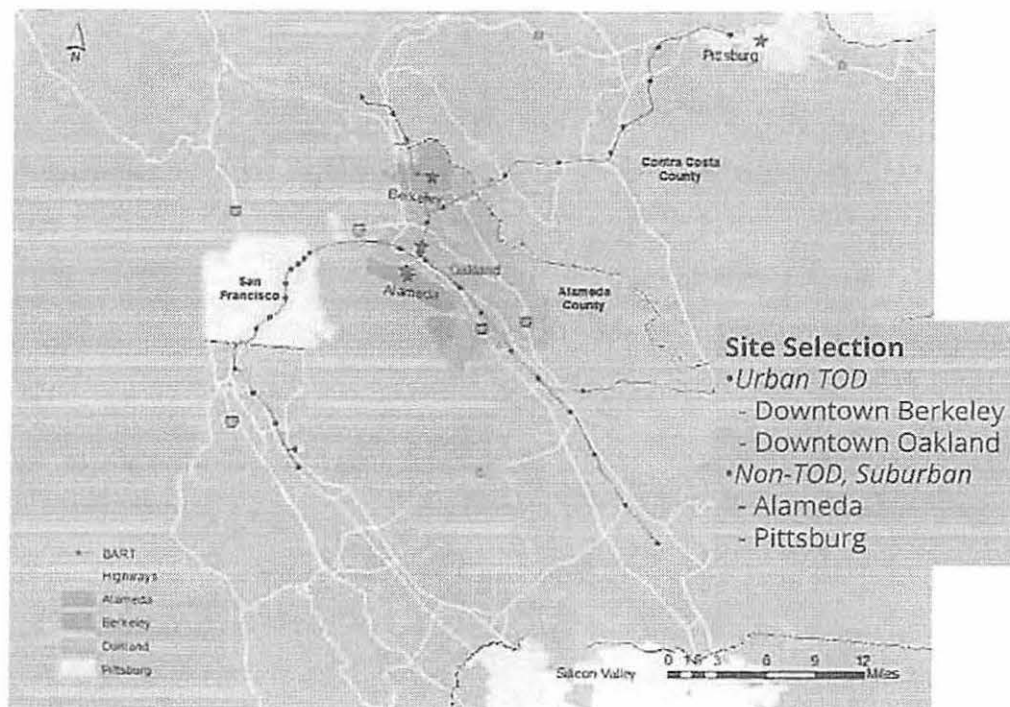 N
Pittsburg
Contra Costa
County
Berkeley
San
Francisco
Oakland
Alameda
Alameda
County
Site Selection
•Urban TOD
- Downtown Berkeley
- Downtown Oakland
•Non-TOD, Suburban
- Alameda
- Pittsburg
BART
Highways
Alameda
Berkeley
Oakland
Pittsburg
Silicon Valley
0 1.5 3 6 9 12
Miles